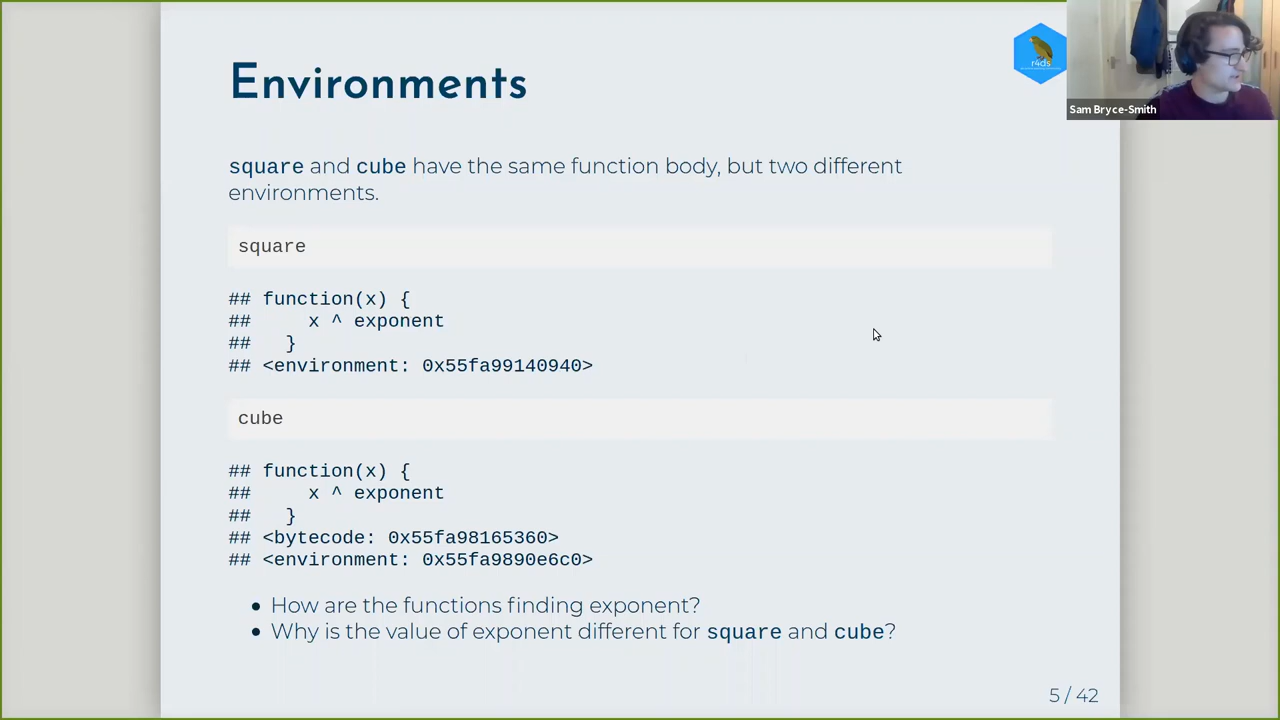 Environments
r4ds
Sam Bryce-Smith
square and cube have the same function body, but two different
environments.
square
## function(x) {
##     x ^ exponent
##   }
## <environment: 0x55fa99140940>
cube
## function(x) {
##     x ^ exponent
##   }
## <bytecode: 0x55fa98165360>
## <environment: 0x55fa9890e6c0>
• How are the functions finding exponent?
• Why is the value of exponent different for square and cube?
5 / 42